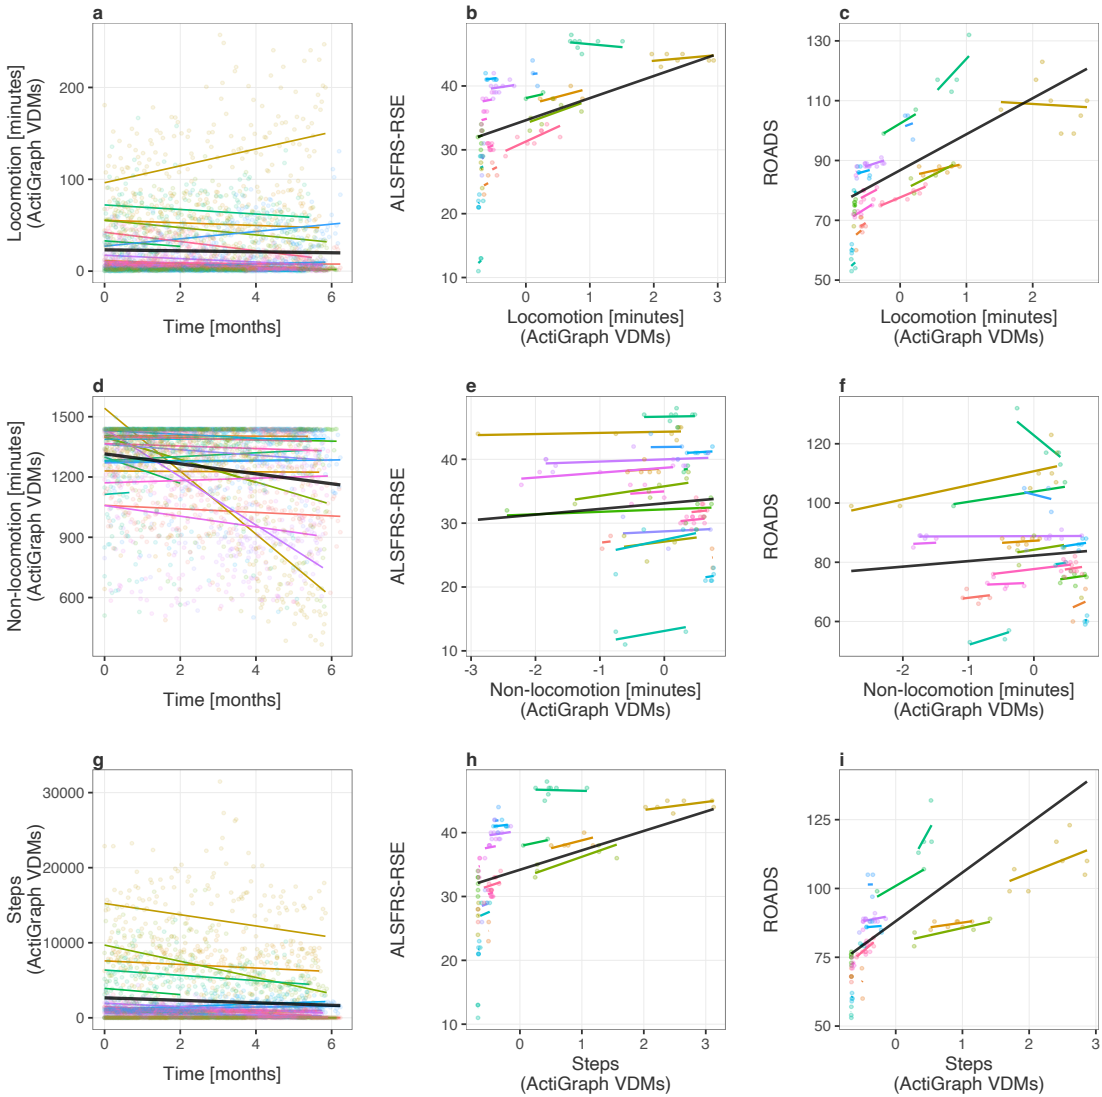 a
Locomotion [minutes]
(ActiGraph VDMs)
200
100
0
0 2 4 6
Time [months]
b
ALSFRS-RSE
40
30
20
10
0 1 2 3
Locomotion [minutes]
(ActiGraph VDMs)
c
ROADS
130
110
90
70
50
0 1 2
Locomotion [minutes]
(ActiGraph VDMs)
d
Non-locomotion [minutes]
(ActiGraph VDMs)
1500
1200
900
600
0 2 4 6
Time [months]
e
ALSFRS-RSE
40
30
20
10
-3 -2 -1 0
Non-locomotion [minutes]
(ActiGraph VDMs)
f
ROADS
120
100
80
60
-2 -1 0
Non-locomotion [minutes]
(ActiGraph VDMs)
g
Steps
(ActiGraph VDMs)
30000
20000
10000
0
0 2 4 6
Time [months]
h
ALSFRS-RSE
40
30
20
10
0 1 2 3
Steps
(ActiGraph VDMs)
i
ROADS
125
100
75
50
0 1 2 3
Steps
(ActiGraph VDMs)